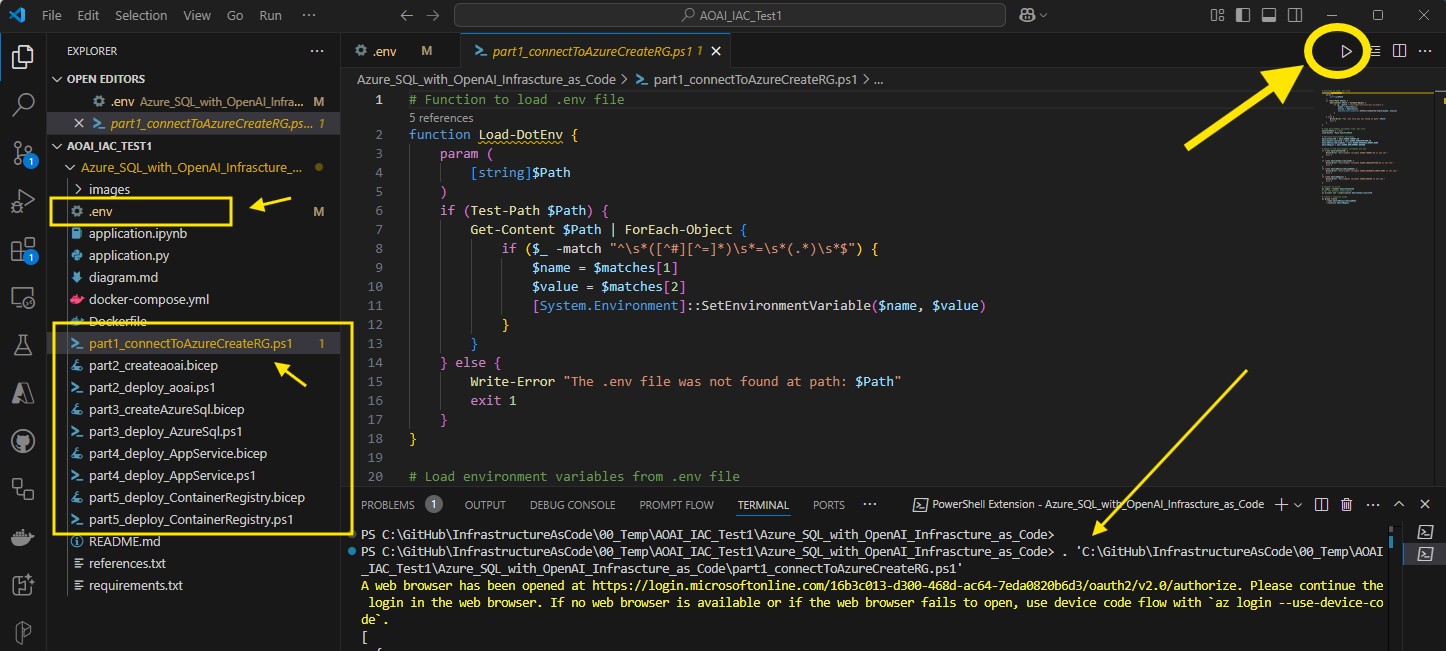 File Edit Selection View Go Run ··· AOAI_IAC_Test1
EXPLORER ···
OPEN EDITORS
.env Azure_SQL_with_OpenAI_Infra... M
part1_connectToAzureCreateRG.ps... 1
AOAI_IAC_TEST1
Azure_SQL_with_OpenAI_Infrascture_...
images
.env M
application.ipynb
application.py
diagram.md
docker-compose.yml
Dockerfile
part1_connectToAzureCreateRG.ps1 1
part2_createaoai.bicep
part2_deploy_aoai.ps1
part3_createAzureSql.bicep
part3_deploy_AzureSql.ps1
part4_deploy_AppService.bicep
part4_deploy_AppService.ps1
part5_deploy_ContainerRegistry.bicep
part5_deploy_ContainerRegistry.ps1
README.md
references.txt
requirements.txt
1
1
.env M part1_connectToAzureCreateRG.ps1 1
Azure_SQL_with_OpenAI_Infrascture_as_Code > part1_connectToAzureCreateRG.ps1 > ...
1 # Function to load .env file
5 references
2 function Load-DotEnv {
3 param (
4 [string]$Path
5 )
6 if (Test-Path $Path) {
7 Get-Content $Path | ForEach-Object {
8 if ($_ -match "^\s*([^#][^=]*)\s*=\s*(.*)\s*$") {
9 $name = $matches[1]
10 $value = $matches[2]
11 [System.Environment]::SetEnvironmentVariable($name, $value)
12 }
13 }
14 } else {
15 Write-Error "The .env file was not found at path: $Path"
16 exit 1
17 }
18 }
19
20 # Load environment variables from .env file
PROBLEMS 1 OUTPUT DEBUG CONSOLE PROMPT FLOW TERMINAL PORTS ··· PowerShell Extension - Azure_SQL_with_OpenAI_Infrascture_as_Code
PS C:\GitHub\InfrastructureAsCode\00_Temp\AOAI_IAC_Test1\Azure_SQL_with_OpenAI_Infrascture_as_Code>
PS C:\GitHub\InfrastructureAsCode\00_Temp\AOAI_IAC_Test1\Azure_SQL_with_OpenAI_Infrascture_as_Code> . 'C:\GitHub\InfrastructureAsCode\00_Temp\AOAI
_IAC_Test1\Azure_SQL_with_OpenAI_Infrascture_as_Code\part1_connectToAzureCreateRG.ps1'
A web browser has been opened at https://login.microsoftonline.com/16b3c013-d300-468d-ac64-7eda0820b6d3/oauth2/v2.0/authorize. Please continue the
login in the web browser. If no web browser is available or if the web browser fails to open, use device code flow with `az login --use-device-co
de`.
[